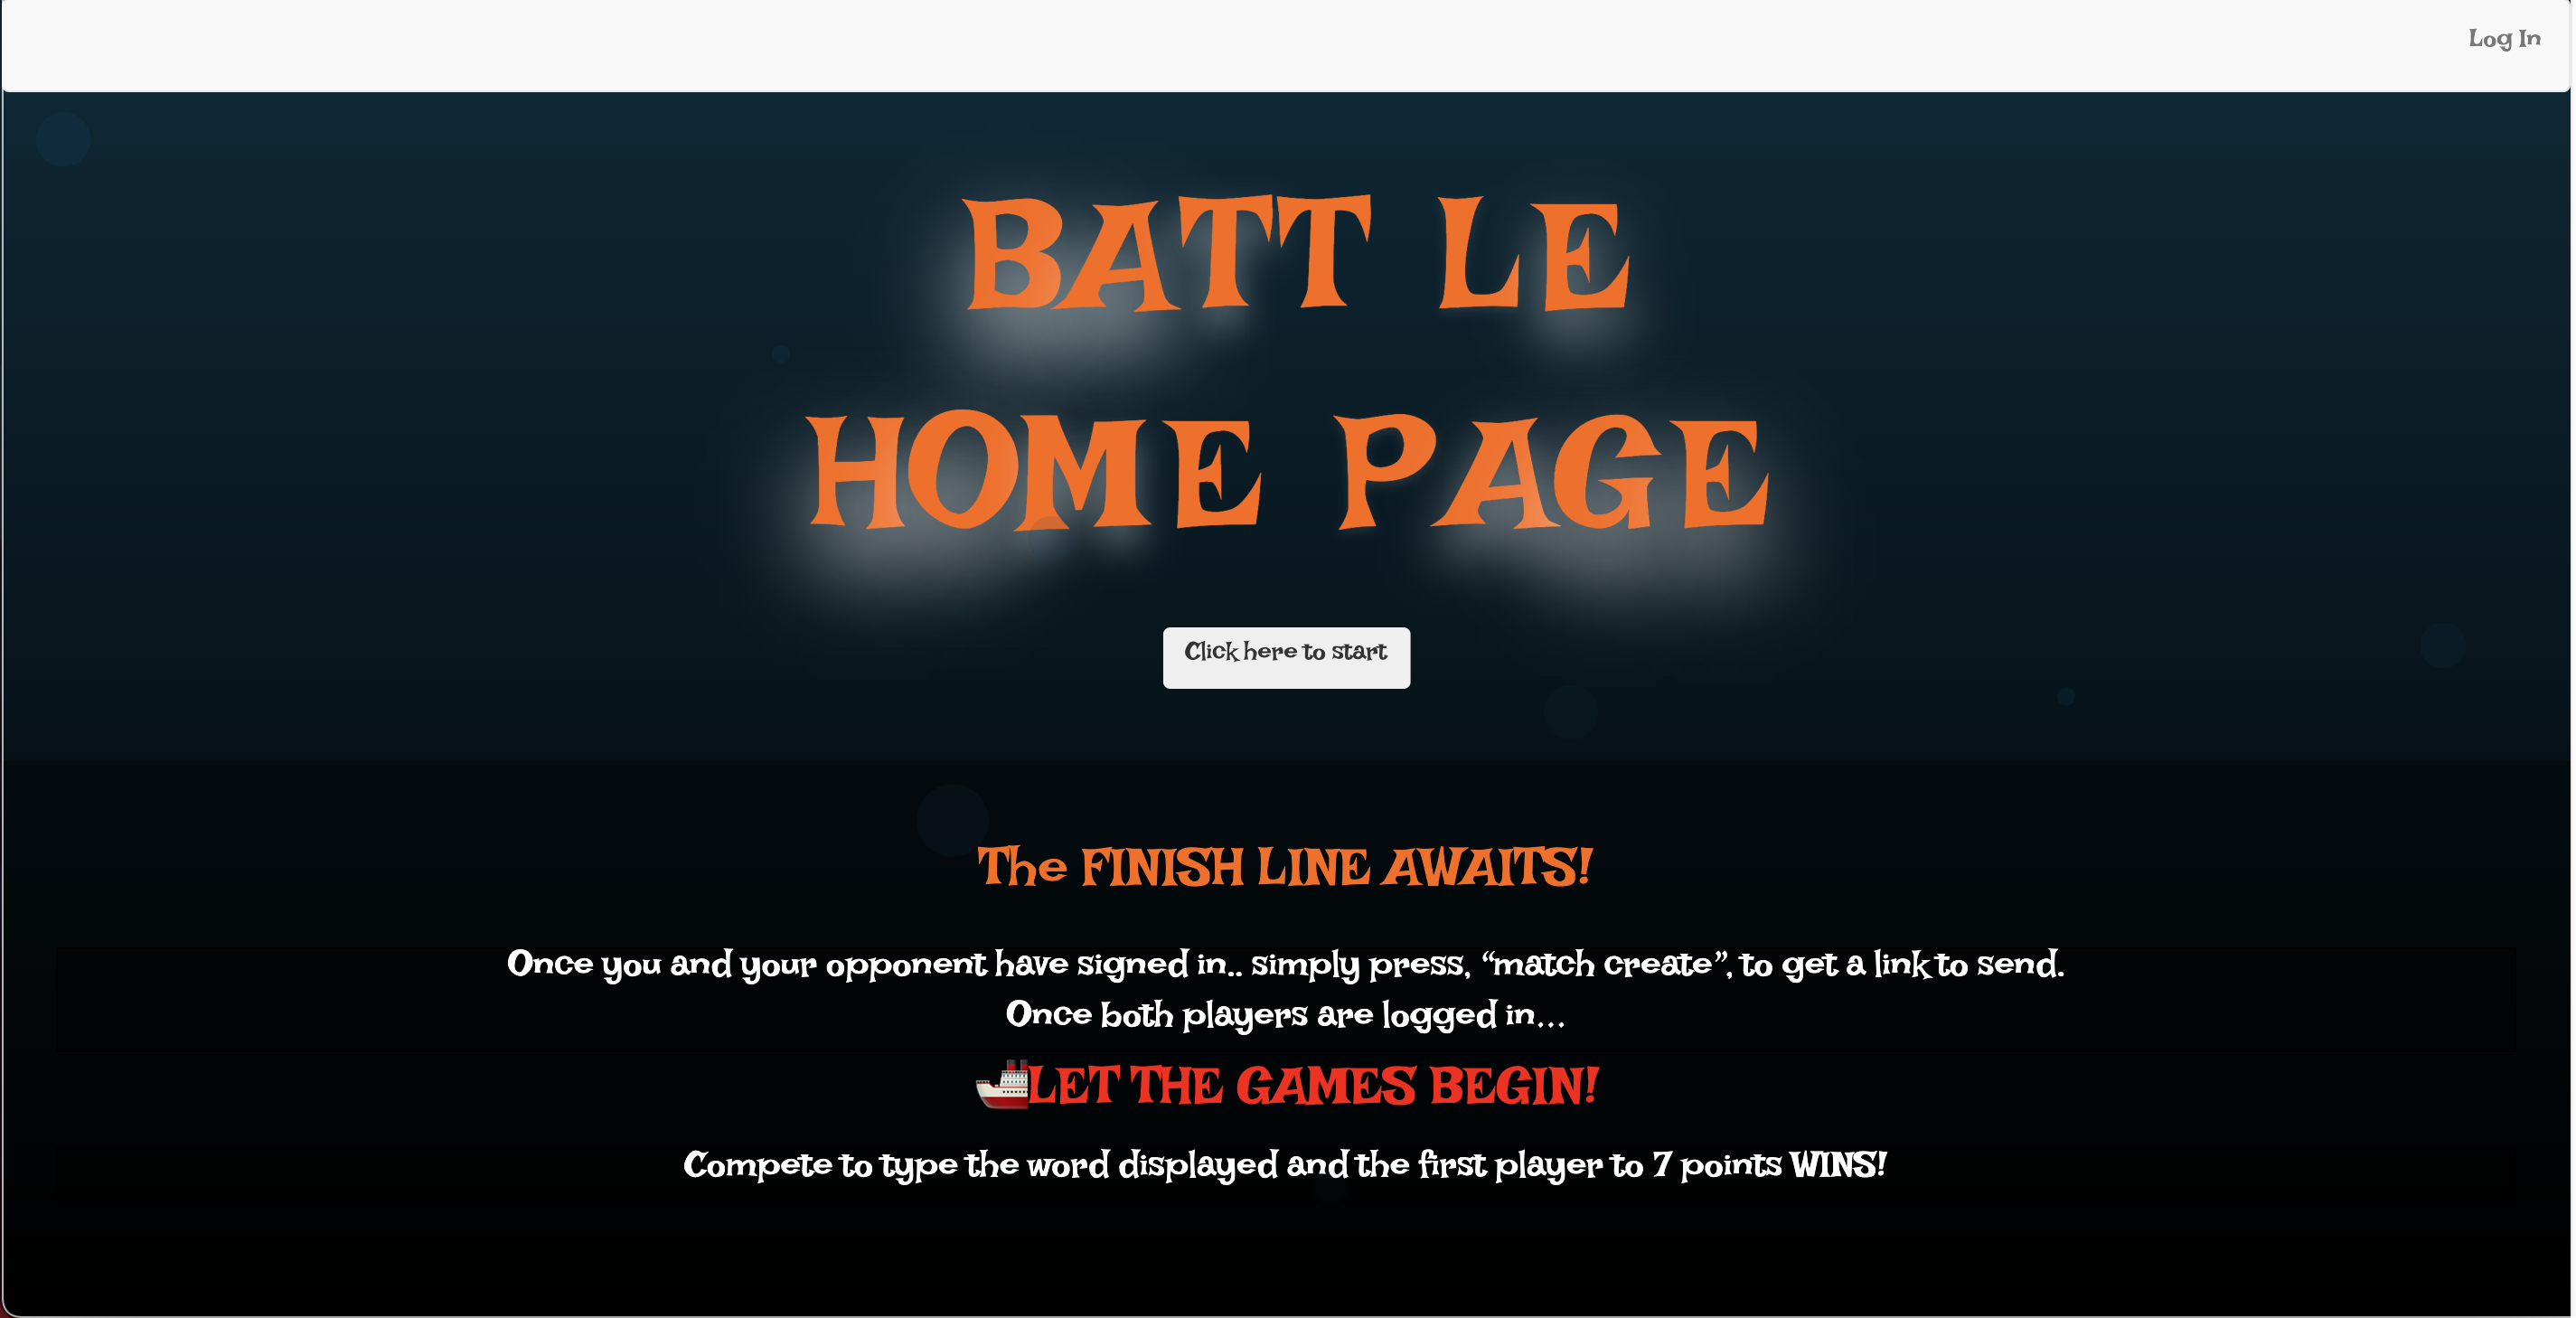 Log In
BATT LE
HOME PAGE
Click here to start
The FINISH LINE AWAITS!
Once you and your opponent have signed in.. simply press, “match create”, to get a link to send.
Once both players are logged in...
LET THE GAMES BEGIN!
Compete to type the word displayed and the first player to 7 points WINS!